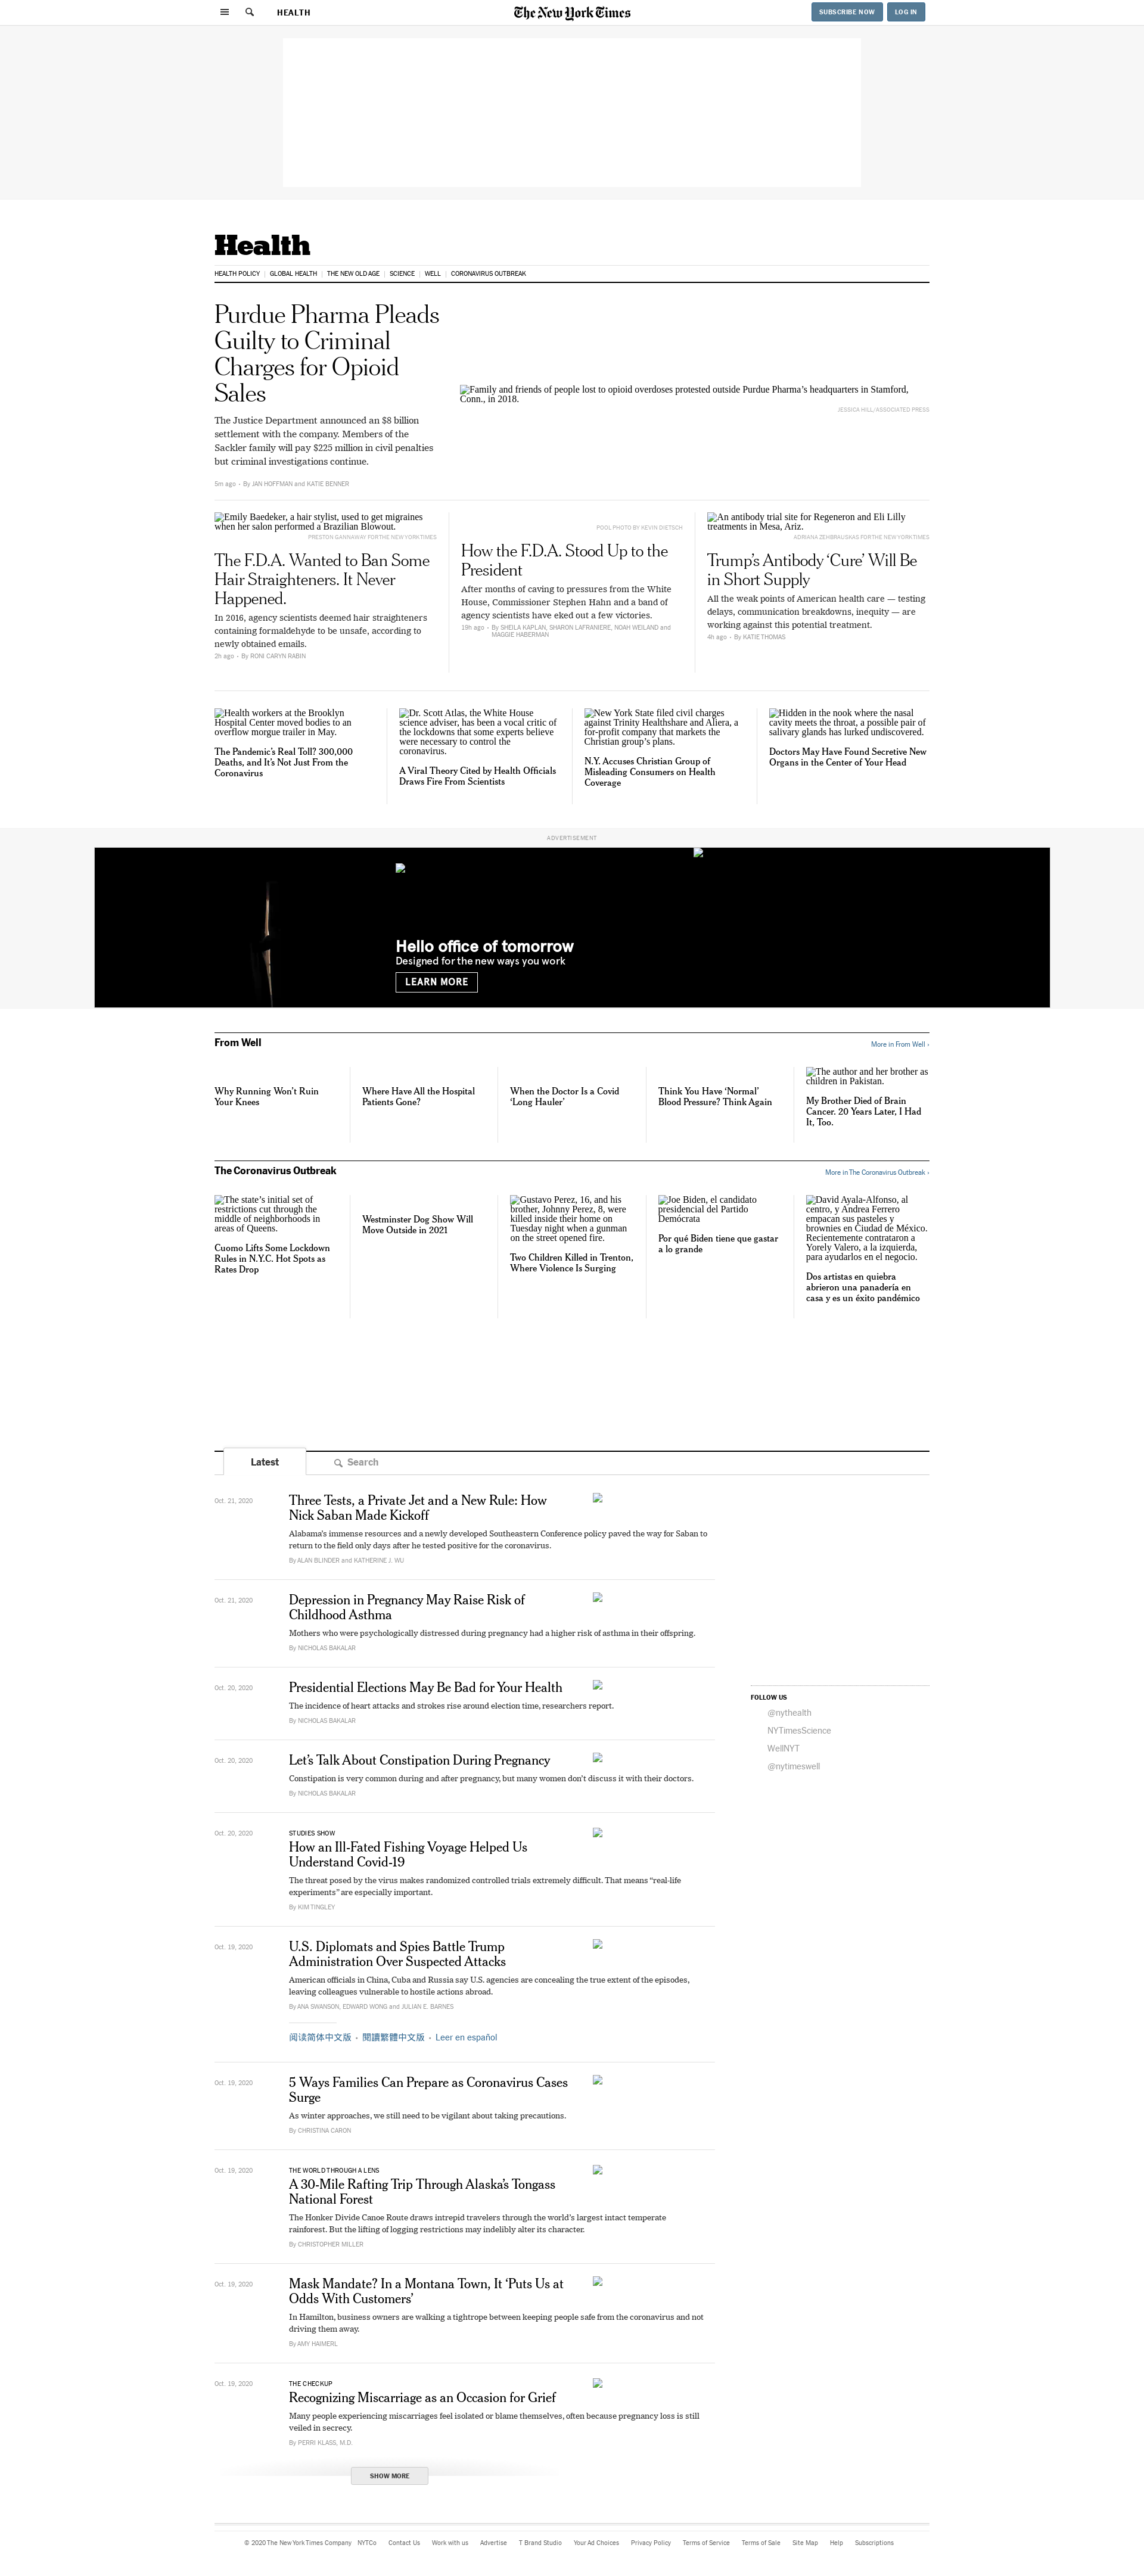 HEALTH
The New York Times
SUBSCRIBE NOW
LOG IN
Health
HEALTH POLICY | GLOBAL HEALTH | THE NEW OLD AGE | SCIENCE | WELL | CORONAVIRUS OUTBREAK
Purdue Pharma Pleads
Guilty to Criminal
Charges for Opioid
Sales
The Justice Department announced an $8 billion
settlement with the company. Members of the
Sackler family will pay $225 million in civil penalties
but criminal investigations continue.
5m ago • By JAN HOFFMAN and KATIE BENNER
Family and friends of people lost to opioid overdoses protested outside Purdue Pharma’s headquarters in Stamford,
Conn., in 2018.
JESSICA HILL/ASSOCIATED PRESS
Emily Baedeker, a hair stylist, used to get migraines
when her salon performed a Brazilian Blowout.
PRESTON GANNAWAY FOR THE NEW YORK TIMES
The F.D.A. Wanted to Ban Some
Hair Straighteners. It Never
Happened.
In 2016, agency scientists deemed hair straighteners
containing formaldehyde to be unsafe, according to
newly obtained emails.
2h ago • By RONI CARYN RABIN
POOL PHOTO BY KEVIN DIETSCH
How the F.D.A. Stood Up to the
President
After months of caving to pressures from the White
House, Commissioner Stephen Hahn and a band of
agency scientists have eked out a few victories.
19h ago • By SHEILA KAPLAN, SHARON LAFRANIERE, NOAH WEILAND and
MAGGIE HABERMAN
An antibody trial site for Regeneron and Eli Lilly
treatments in Mesa, Ariz.
ADRIANA ZEHBRAUSKAS FOR THE NEW YORK TIMES
Trump’s Antibody ‘Cure’ Will Be
in Short Supply
All the weak points of American health care — testing
delays, communication breakdowns, inequity — are
working against this potential treatment.
4h ago • By KATIE THOMAS
Health workers at the Brooklyn
Hospital Center moved bodies to an
overflow morgue trailer in May.
The Pandemic’s Real Toll? 300,000
Deaths, and It’s Not Just From the
Coronavirus
Dr. Scott Atlas, the White House
science adviser, has been a vocal critic of
the lockdowns that some experts believe
were necessary to control the
coronavirus.
A Viral Theory Cited by Health Officials
Draws Fire From Scientists
New York State filed civil charges
against Trinity Healthshare and Aliera, a
for-profit company that markets the
Christian group’s plans.
N.Y. Accuses Christian Group of
Misleading Consumers on Health
Coverage
Hidden in the nook where the nasal
cavity meets the throat, a possible pair of
salivary glands has lurked undiscovered.
Doctors May Have Found Secretive New
Organs in the Center of Your Head
ADVERTISEMENT
Hello office of tomorrow
Designed for the new ways you work
LEARN MORE
From Well
More in From Well ›
Why Running Won’t Ruin
Your Knees
Where Have All the Hospital
Patients Gone?
When the Doctor Is a Covid
‘Long Hauler’
Think You Have ‘Normal’
Blood Pressure? Think Again
The author and her brother as
children in Pakistan.
My Brother Died of Brain
Cancer. 20 Years Later, I Had
It, Too.
The Coronavirus Outbreak
More in The Coronavirus Outbreak ›
The state’s initial set of
restrictions cut through the
middle of neighborhoods in
areas of Queens.
Cuomo Lifts Some Lockdown
Rules in N.Y.C. Hot Spots as
Rates Drop
Westminster Dog Show Will
Move Outside in 2021
Gustavo Perez, 16, and his
brother, Johnny Perez, 8, were
killed inside their home on
Tuesday night when a gunman
on the street opened fire.
Two Children Killed in Trenton,
Where Violence Is Surging
Joe Biden, el candidato
presidencial del Partido
Demócrata
Por qué Biden tiene que gastar
a lo grande
David Ayala-Alfonso, al
centro, y Andrea Ferrero
empacan sus pasteles y
brownies en Ciudad de México.
Recientemente contrataron a
Yorely Valero, a la izquierda,
para ayudarlos en el negocio.
Dos artistas en quiebra
abrieron una panadería en
casa y es un éxito pandémico
Latest
Search
Oct. 21, 2020
Three Tests, a Private Jet and a New Rule: How
Nick Saban Made Kickoff
Alabama’s immense resources and a newly developed Southeastern Conference policy paved the way for Saban to
return to the field only days after he tested positive for the coronavirus.
By ALAN BLINDER and KATHERINE J. WU
Oct. 21, 2020
Depression in Pregnancy May Raise Risk of
Childhood Asthma
Mothers who were psychologically distressed during pregnancy had a higher risk of asthma in their offspring.
By NICHOLAS BAKALAR
Oct. 20, 2020
Presidential Elections May Be Bad for Your Health
The incidence of heart attacks and strokes rise around election time, researchers report.
By NICHOLAS BAKALAR
Oct. 20, 2020
Let’s Talk About Constipation During Pregnancy
Constipation is very common during and after pregnancy, but many women don’t discuss it with their doctors.
By NICHOLAS BAKALAR
Oct. 20, 2020
STUDIES SHOW
How an Ill-Fated Fishing Voyage Helped Us
Understand Covid-19
The threat posed by the virus makes randomized controlled trials extremely difficult. That means “real-life
experiments” are especially important.
By KIM TINGLEY
Oct. 19, 2020
U.S. Diplomats and Spies Battle Trump
Administration Over Suspected Attacks
American officials in China, Cuba and Russia say U.S. agencies are concealing the true extent of the episodes,
leaving colleagues vulnerable to hostile actions abroad.
By ANA SWANSON, EDWARD WONG and JULIAN E. BARNES
阅读简体中文版 • 閱讀繁體中文版 • Leer en español
Oct. 19, 2020
5 Ways Families Can Prepare as Coronavirus Cases
Surge
As winter approaches, we still need to be vigilant about taking precautions.
By CHRISTINA CARON
Oct. 19, 2020
THE WORLD THROUGH A LENS
A 30-Mile Rafting Trip Through Alaska’s Tongass
National Forest
The Honker Divide Canoe Route draws intrepid travelers through the world’s largest intact temperate
rainforest. But the lifting of logging restrictions may indelibly alter its character.
By CHRISTOPHER MILLER
Oct. 19, 2020
Mask Mandate? In a Montana Town, It ‘Puts Us at
Odds With Customers’
In Hamilton, business owners are walking a tightrope between keeping people safe from the coronavirus and not
driving them away.
By AMY HAIMERL
Oct. 19, 2020
THE CHECKUP
Recognizing Miscarriage as an Occasion for Grief
Many people experiencing miscarriages feel isolated or blame themselves, often because pregnancy loss is still
veiled in secrecy.
By PERRI KLASS, M.D.
SHOW MORE
FOLLOW US
@nythealth
NYTimesScience
WellNYT
@nytimeswell
© 2020 The New York Times Company NYTCo Contact Us Work with us Advertise T Brand Studio Your Ad Choices Privacy Policy Terms of Service Terms of Sale Site Map Help Subscriptions